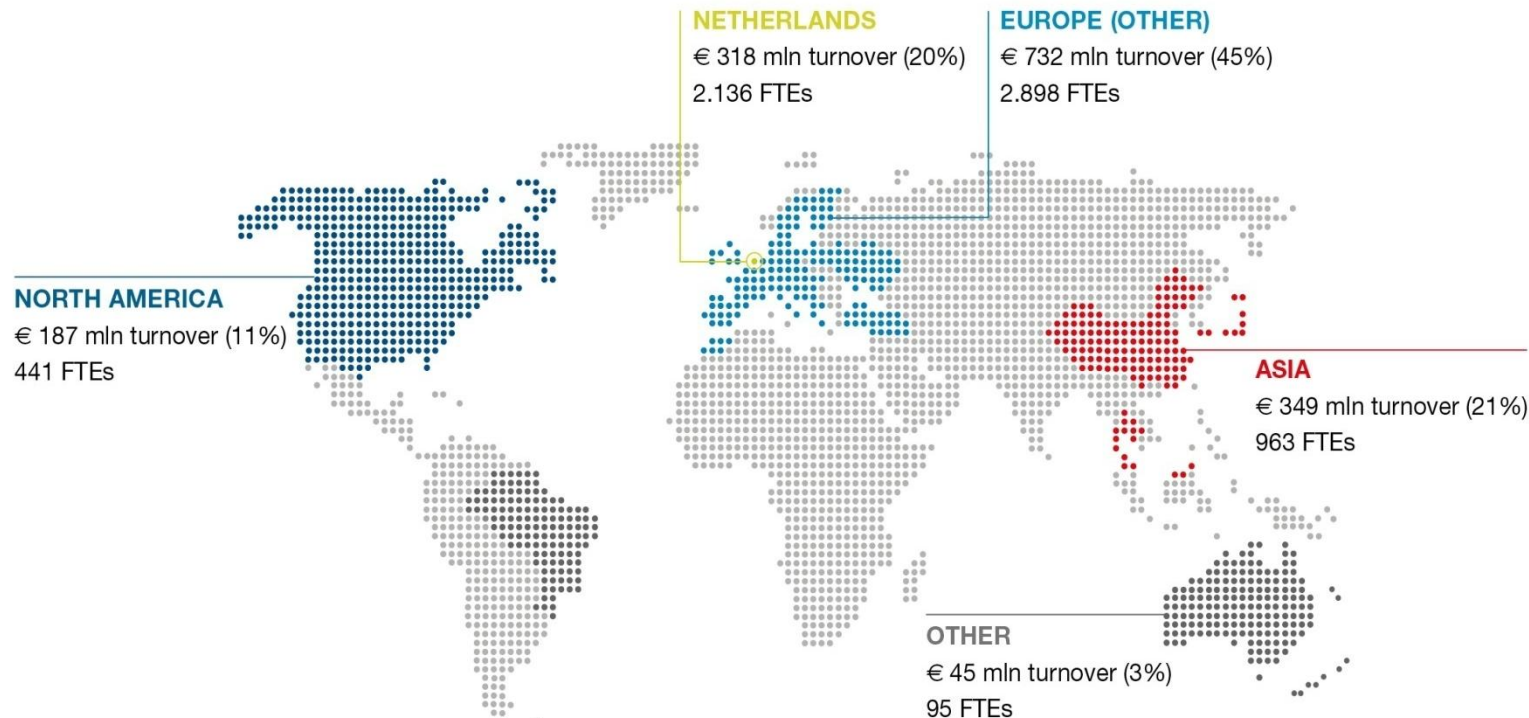 NETHERLANDS
€ 318 mln turnover (20%)
2.136 FTEs
EUROPE (OTHER)
€ 732 mln turnover (45%)
2.898 FTEs
NORTH AMERICA
€ 187 mln turnover (11%)
441 FTEs
ASIA
€ 349 mln turnover (21%)
963 FTEs
OTHER
€ 45 mln turnover (3%)
95 FTEs